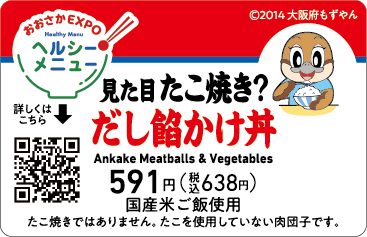 おおさかEXPO
Healthy Menu
ヘルシー
メニュー
©2014 大阪府もずやん
詳しくは
こちら
見た目たこ焼き?
だし餡かけ丼
Ankake Meatballs & Vegetables
591円(税込638円)
国産米ご飯使用
たこ焼きではありません。たこを使用していない肉団子です。